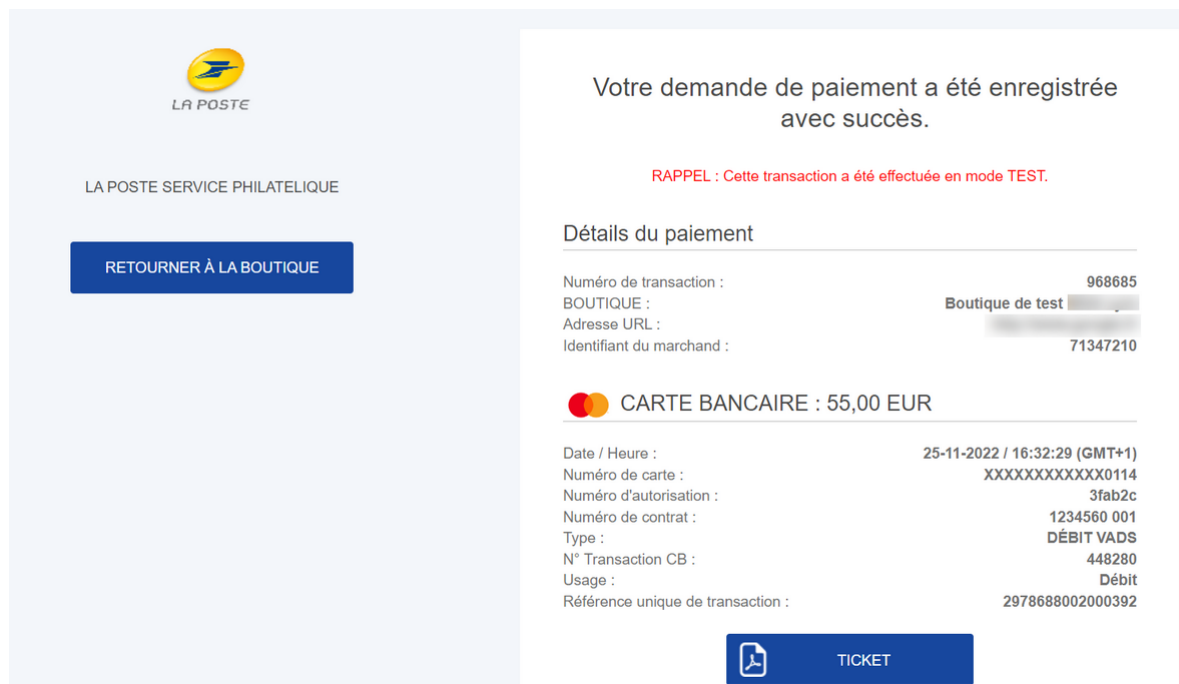 LA POSTE
LA POSTE SERVICE PHILATELIQUE
RETOURNER À LA BOUTIQUE
Votre demande de paiement a été enregistrée
avec succès.
RAPPEL : Cette transaction a été effectuée en mode TEST.
Détails du paiement
Numéro de transaction : 968685
BOUTIQUE : Boutique de test
Adresse URL :
Identifiant du marchand : 71347210
CARTE BANCAIRE : 55,00 EUR
Date / Heure : 25-11-2022 / 16:32:29 (GMT+1)
Numéro de carte : XXXXXXXXXXXX0114
Numéro d'autorisation : 3fab2c
Numéro de contrat : 1234560 001
Type : DÉBIT VADS
N° Transaction CB : 448280
Usage : Débit
Référence unique de transaction : 2978688002000392
TICKET